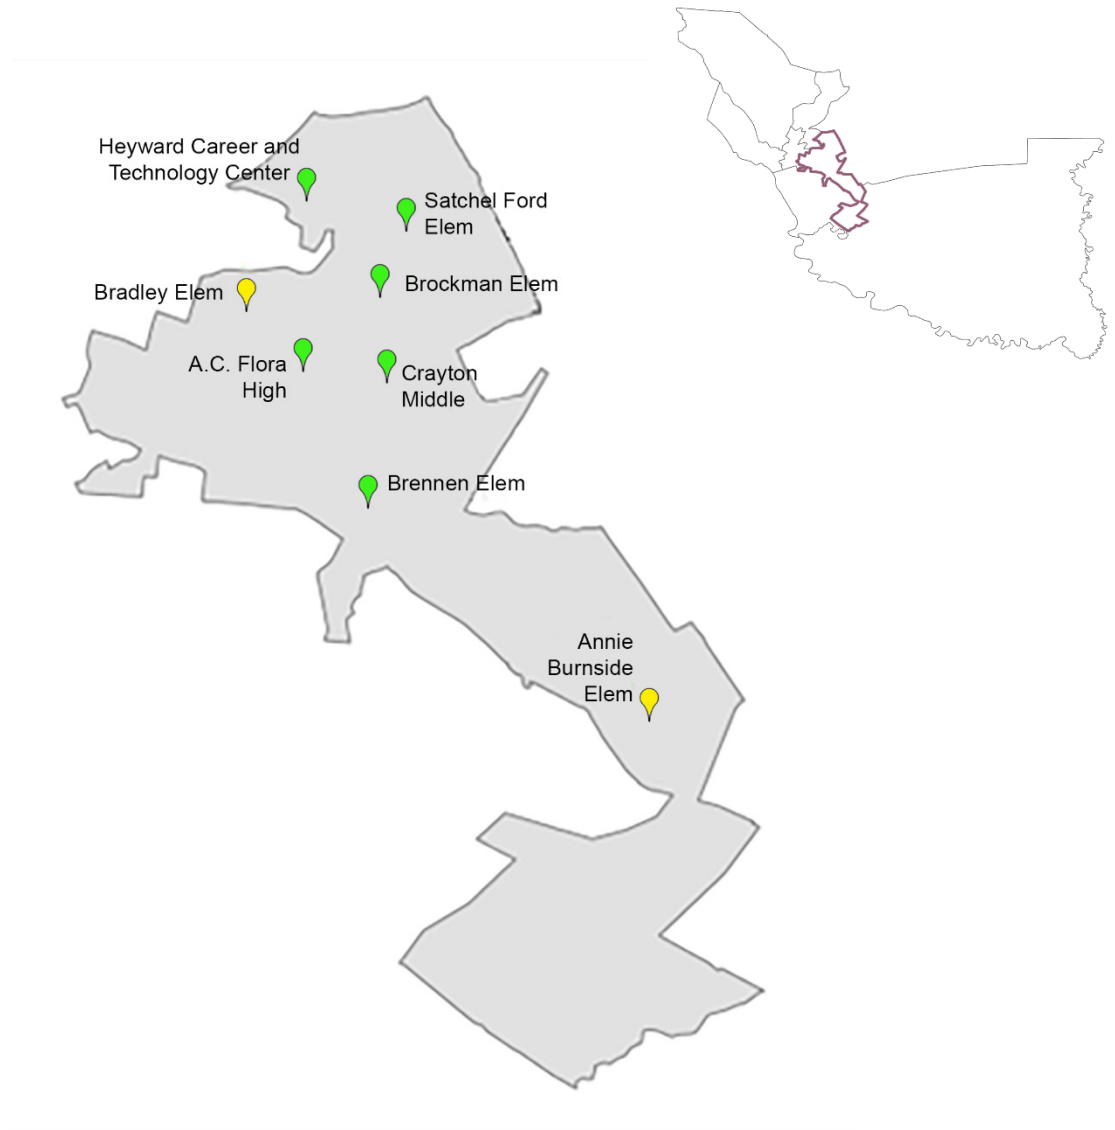 Heyward Career and
Technology Center
Satchel Ford
Elem
Brockman Elem
Bradley Elem
A.C. Flora
High
Crayton
Middle
Brennen Elem
Annie
Burnside
Elem